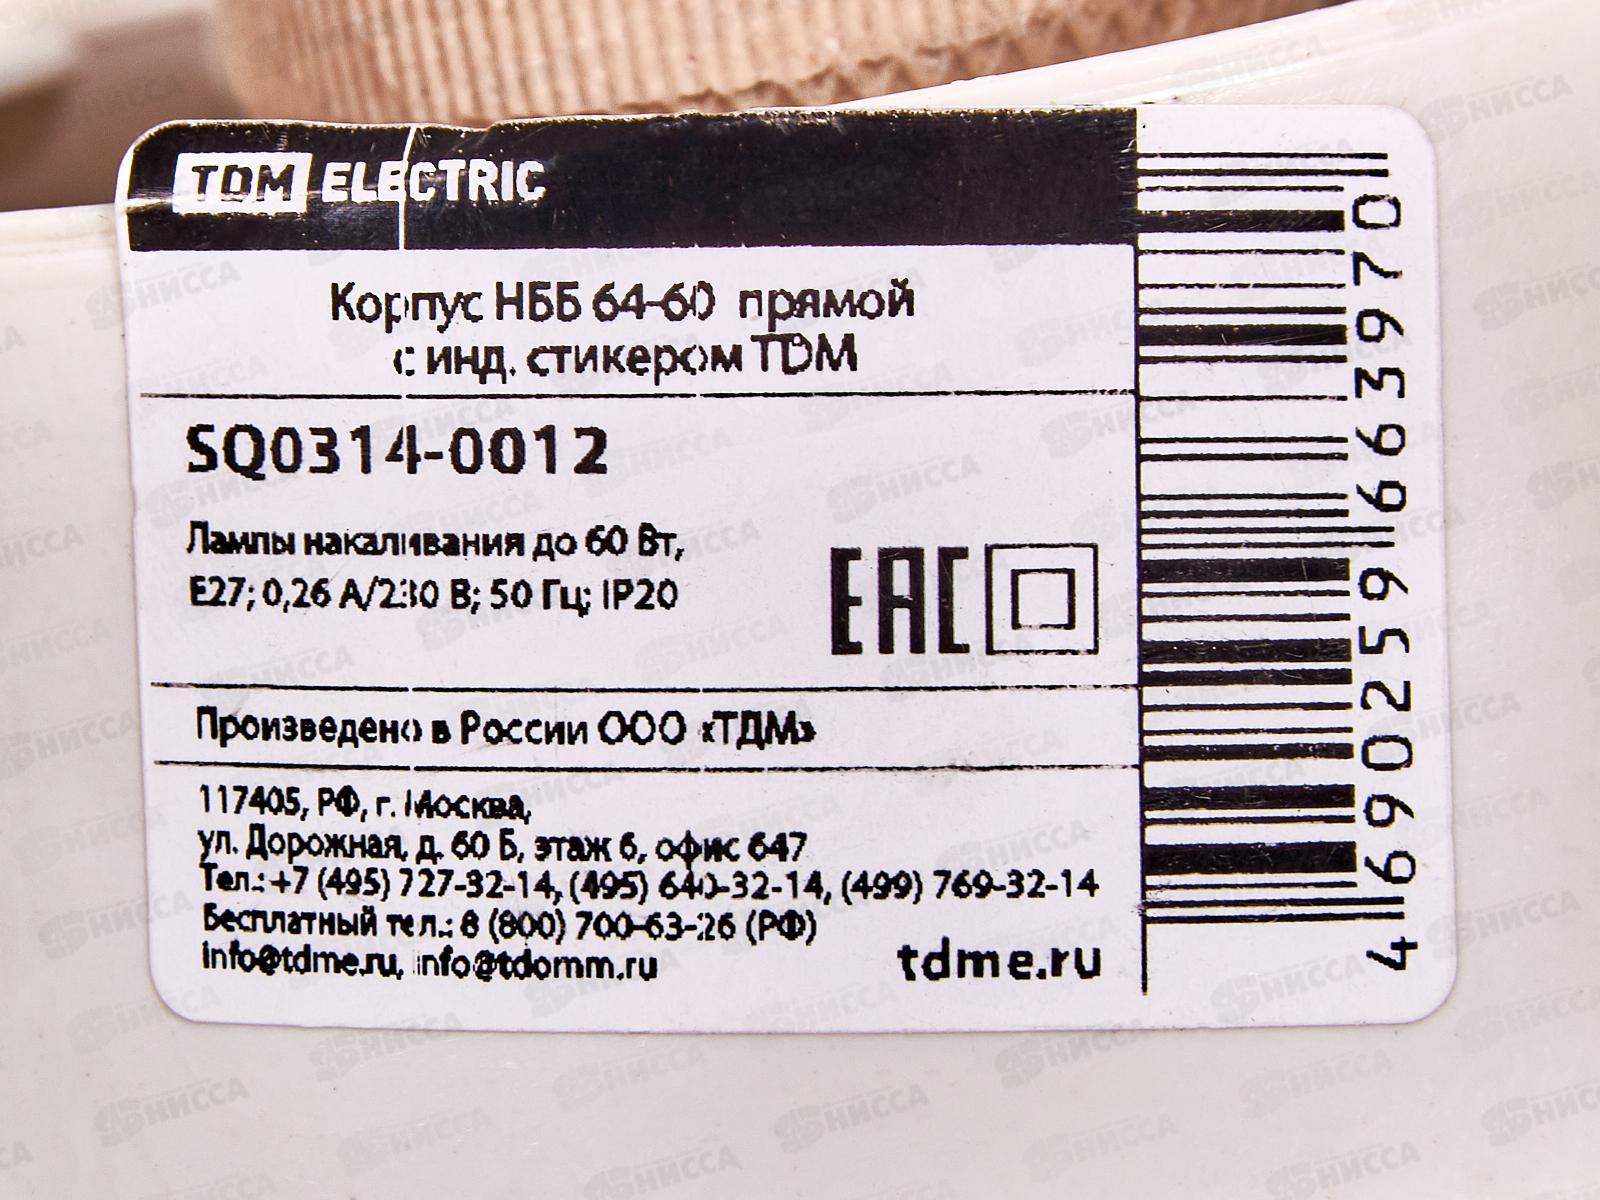 TDM ELECTRIC
Корпус НББ 64-60 прямой
с инд. стикером TDM
SQ0314-0012
Лампы накаливания до 60 Вт,
E27; 0,26 А/230 В; 50 Гц; IP20
EAC
Произведено в России ООО «ТДМ»
117405, РФ, г. Москва,
ул. Дорожная, д. 60 Б, этаж 6, офис 647
Тел.: +7 (495) 727-32-14, (495) 640-32-14, (499) 769-32-14
Бесплатный тел.: 8 (800) 700-63-26 (РФ)
info@tdme.ru, info@tdomm.ru
tdme.ru
4690259663970
НИССА